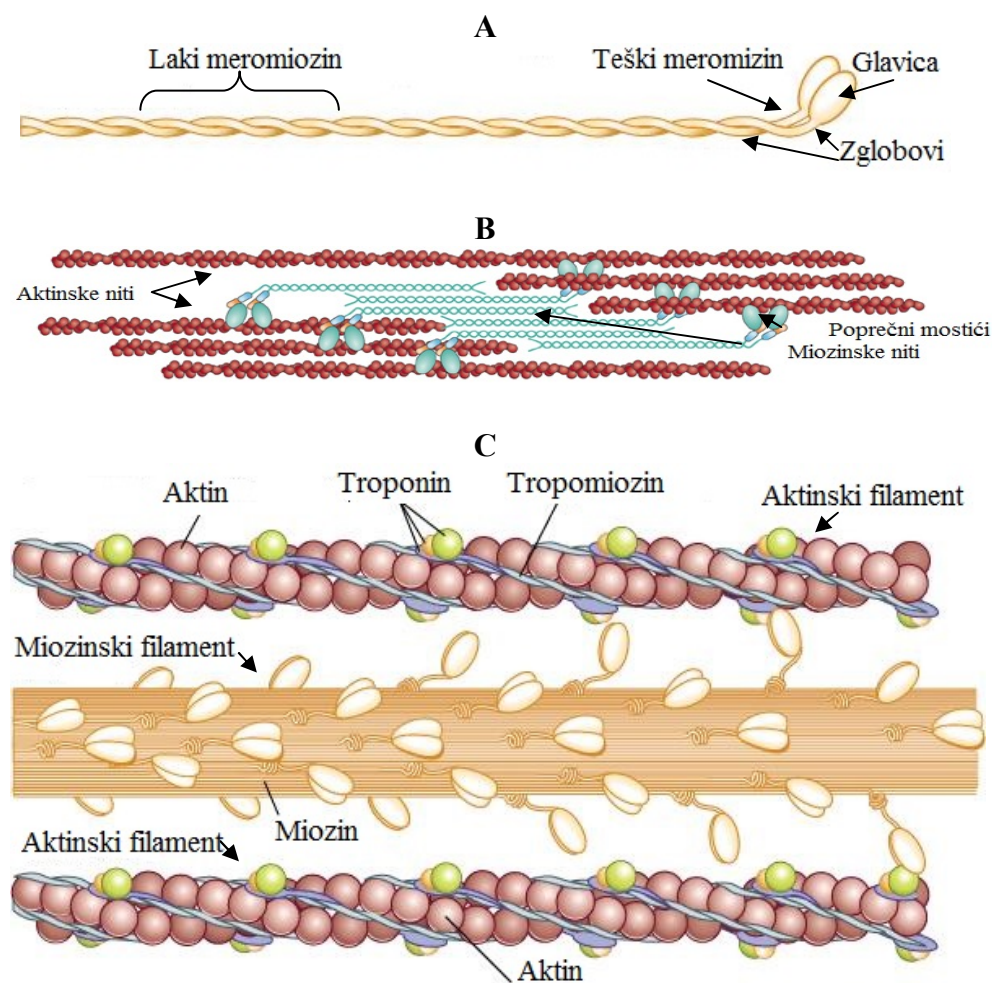 A
Laki meromiozin
Teški meromizin
Glavica
Zglobovi
B
Aktinske niti
Poprečni mostići
Miozinske niti
C
Aktin
Troponin
Tropomiozin
Aktinski filament
Miozinski filament
Miozin
Aktinski filament
Aktin